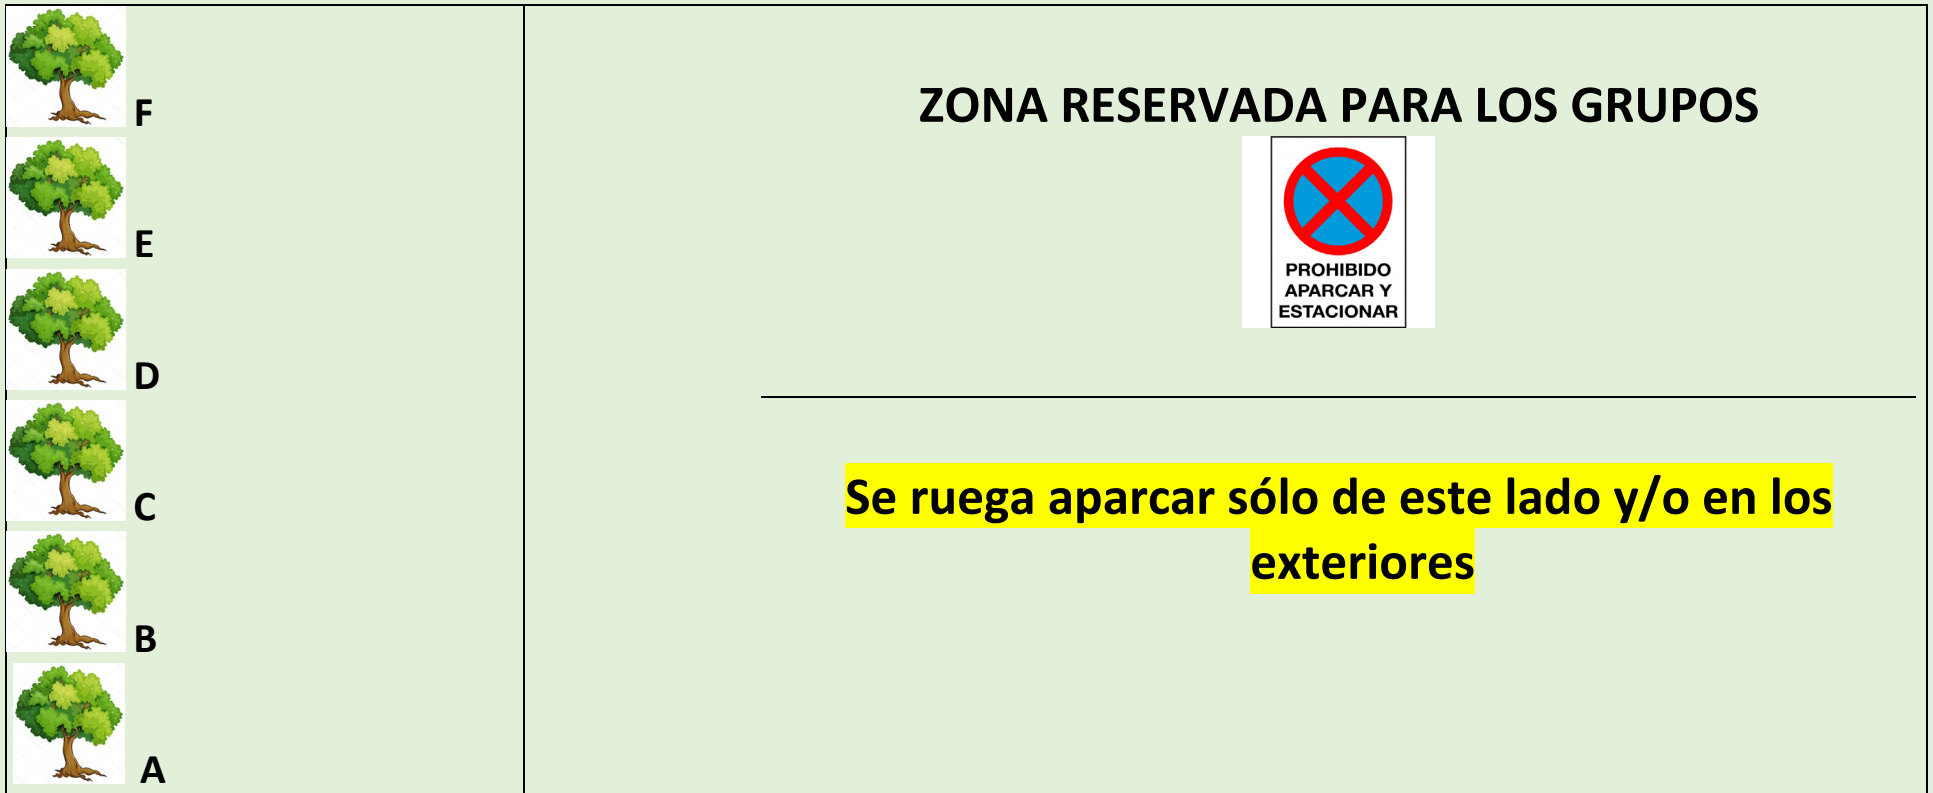 F
E
D
C
B
A
ZONA RESERVADA PARA LOS GRUPOS
PROHIBIDO
APARCAR Y
ESTACIONAR
Se ruega aparcar sólo de este lado y/o en los
exteriores